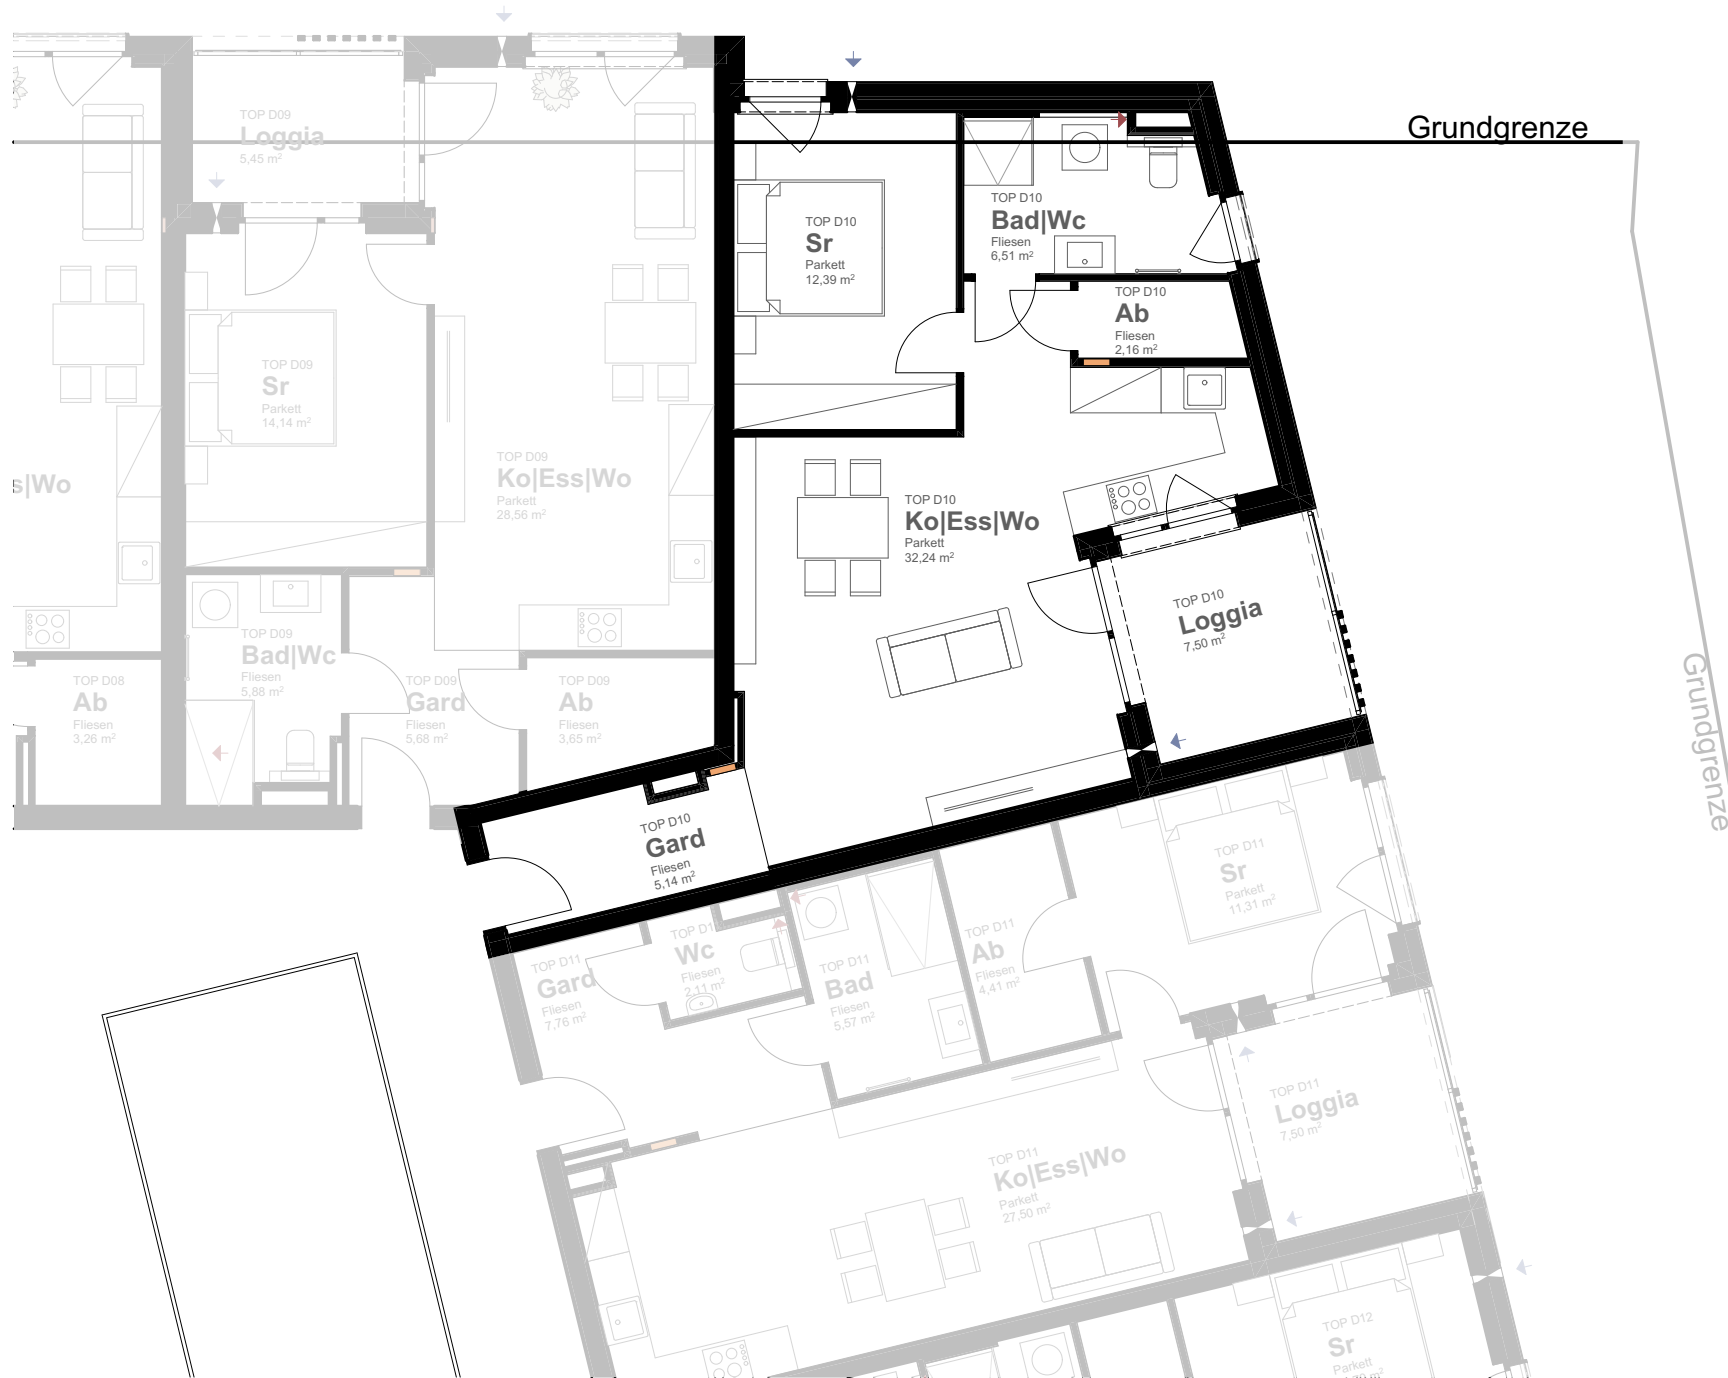 Grundgrenze
TOP D09
Loggia
5,45 m²
TOP D10
Sr
Parkett
12,39 m²
TOP D10
Bad|Wc
Fliesen
6,51 m²
TOP D10
Ab
Fliesen
2,16 m²
TOP D09
Sr
Parkett
14,14 m²
TOP D09
Ko|Ess|Wo
Parkett
28,56 m²
s|Wo
TOP D10
Ko|Ess|Wo
Parkett
32,24 m²
TOP D10
Loggia
7,50 m²
TOP D09
Bad|Wc
Fliesen
5,88 m²
TOP D08
Ab
Fliesen
3,26 m²
TOP D09
Gard
Fliesen
5,68 m²
TOP D09
Ab
Fliesen
3,65 m²
Grundgrenze
TOP D10
Gard
Fliesen
5,14 m²
TOP D11
Sr
Parkett
11,31 m²
TOP D11
Gard
Fliesen
7,76 m²
TOP D1
Wc
Fliesen
2,11 m²
TOP D11
Bad
Fliesen
5,57 m²
TOP D11
Ab
Fliesen
4,41 m²
TOP D11
Loggia
7,50 m²
TOP D11
Ko|Ess|Wo
Parkett
27,50 m²
TOP D12
Sr
Parkett